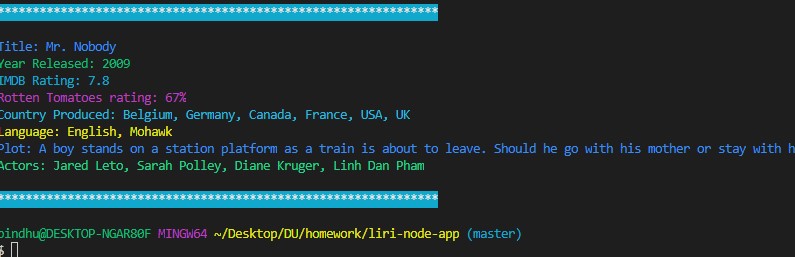 **************************************************************
Title: Mr. Nobody
Year Released: 2009
IMDB Rating: 7.8
Rotten Tomatoes rating: 67%
Country Produced: Belgium, Germany, Canada, France, USA, UK
Language: English, Mohawk
Plot: A boy stands on a station platform as a train is about to leave. Should he go with his mother or stay with h
Actors: Jared Leto, Sarah Polley, Diane Kruger, Linh Dan Pham
**************************************************************
bindhu@DESKTOP-NGAR80F MINGW64 ~/Desktop/DU/homework/liri-node-app (master)
$